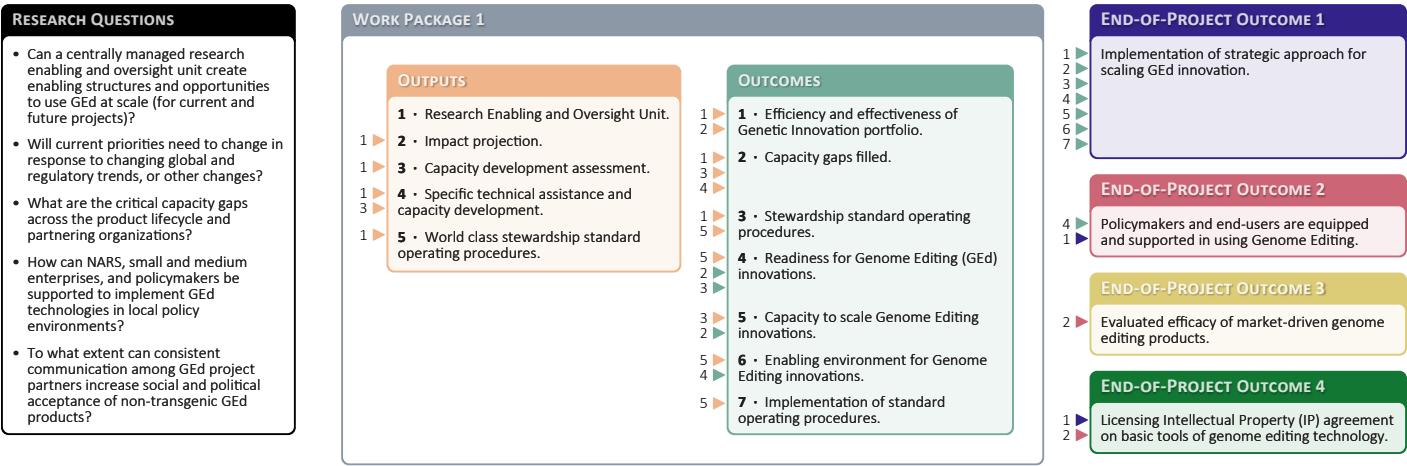 RESEARCH QUESTIONS
• Can a centrally managed research
enabling and oversight unit create
enabling structures and opportunities
to use GEd at scale (for current and
future projects)?
• Will current priorities need to change in
response to changing global and
regulatory trends, or other changes?
• What are the critical capacity gaps
across the product lifecycle and
partnering organizations?
• How can NARS, small and medium
enterprises, and policymakers be
supported to implement GEd
technologies in local policy
environments?
• To what extent can consistent
communication among GEd project
partners increase social and political
acceptance of non-transgenic GEd
products?
WORK PACKAGE 1
OUTPUTS
1 · Research Enabling and Oversight Unit.
1
2 · Impact projection.
1
3 · Capacity development assessment.
1
3
4 · Specific technical assistance and
capacity development.
1
5 · World class stewardship standard
operating procedures.
OUTCOMES
1
2
1 · Efficiency and effectiveness of
Genetic Innovation portfolio.
1
3
4
2 · Capacity gaps filled.
1
5
3 · Stewardship standard operating
procedures.
5
2
3
4 · Readiness for Genome Editing (GEd)
innovations.
3
2
5 · Capacity to scale Genome Editing
innovations.
5
4
6 · Enabling environment for Genome
Editing innovations.
5
7 · Implementation of standard
operating procedures.
END-OF-PROJECT OUTCOME 1
1
2
3
4
5
6
7
Implementation of strategic approach for
scaling GEd innovation.
END-OF-PROJECT OUTCOME 2
4
1
Policymakers and end-users are equipped
and supported in using Genome Editing.
END-OF-PROJECT OUTCOME 3
2
Evaluated efficacy of market-driven genome
editing products.
END-OF-PROJECT OUTCOME 4
1
2
Licensing Intellectual Property (IP) agreement
on basic tools of genome editing technology.